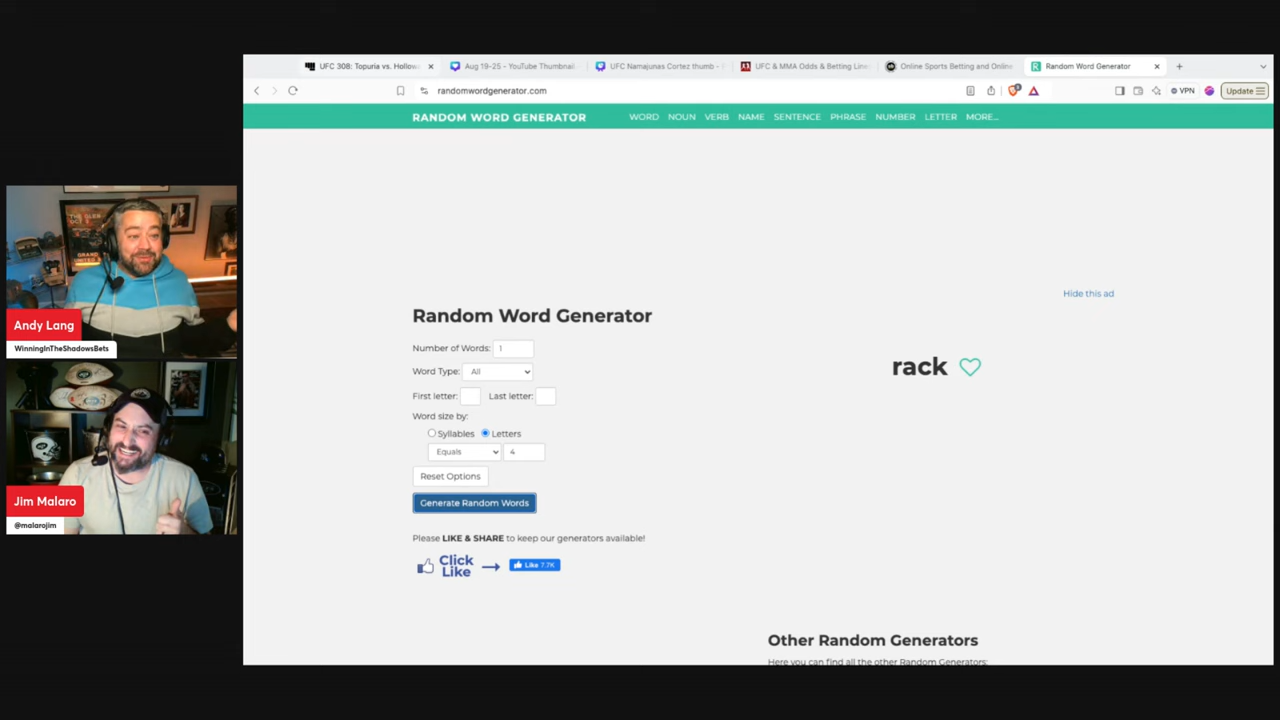 UFC 308: Topuria vs. Hollow
Aug 19-25 - YouTube Thumbnail
UFC Namajunas Cortez thumb -
UFC & MMA Odds & Betting Line
Online Sports Betting and Online
Random Word Generator
randomwordgenerator.com
VPN
Update
RANDOM WORD GENERATOR
WORD NOUN VERB NAME SENTENCE PHRASE NUMBER LETTER MORE...
Hide this ad
Random Word Generator
Number of Words: 1
Word Type: All
First letter: Last letter:
Word size by:
Syllables Letters
Equals 4
Reset Options
Generate Random Words
rack
Please LIKE & SHARE to keep our generators available!
Click
Like
Like 7.7K
Other Random Generators
Here you can find all the other Random Generators:
THE GLEB
OCT
GRAND
Andy Lang
WinningInTheShadowsBets
Jim Malaro
@malarojim